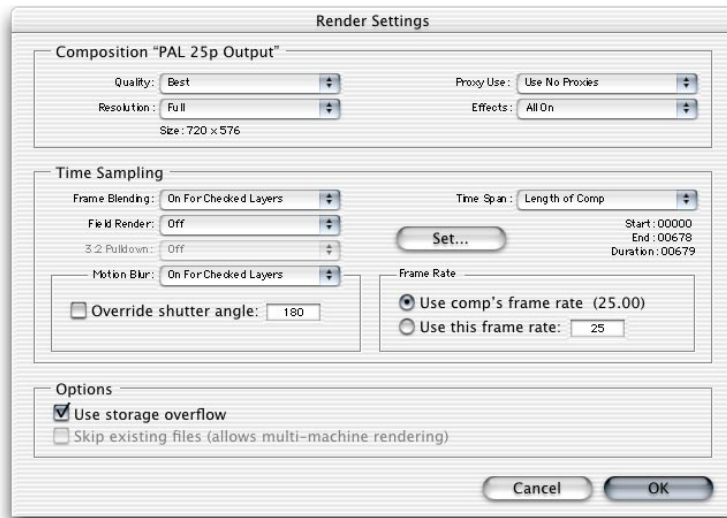 Render Settings
Composition “PAL 25p Output”
Quality: Best
Proxy Use: Use No Proxies
Resolution: Full
Effects: All On
Size: 720 x 576
Time Sampling
Frame Blending: On For Checked Layers
Time Span: Length of Comp
Field Render: Off
Set...
Start: 00000
End: 00678
Duration: 00679
3:2 Pulldown: Off
Motion Blur: On For Checked Layers
Override shutter angle: 180
Frame Rate
Use comp's frame rate (25.00)
Use this frame rate: 25
Options
Use storage overflow
Skip existing files (allows multi-machine rendering)
Cancel
OK